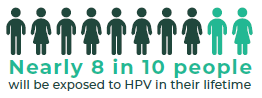 Nearly 8 in 10 people
will be exposed to HPV in their lifetime